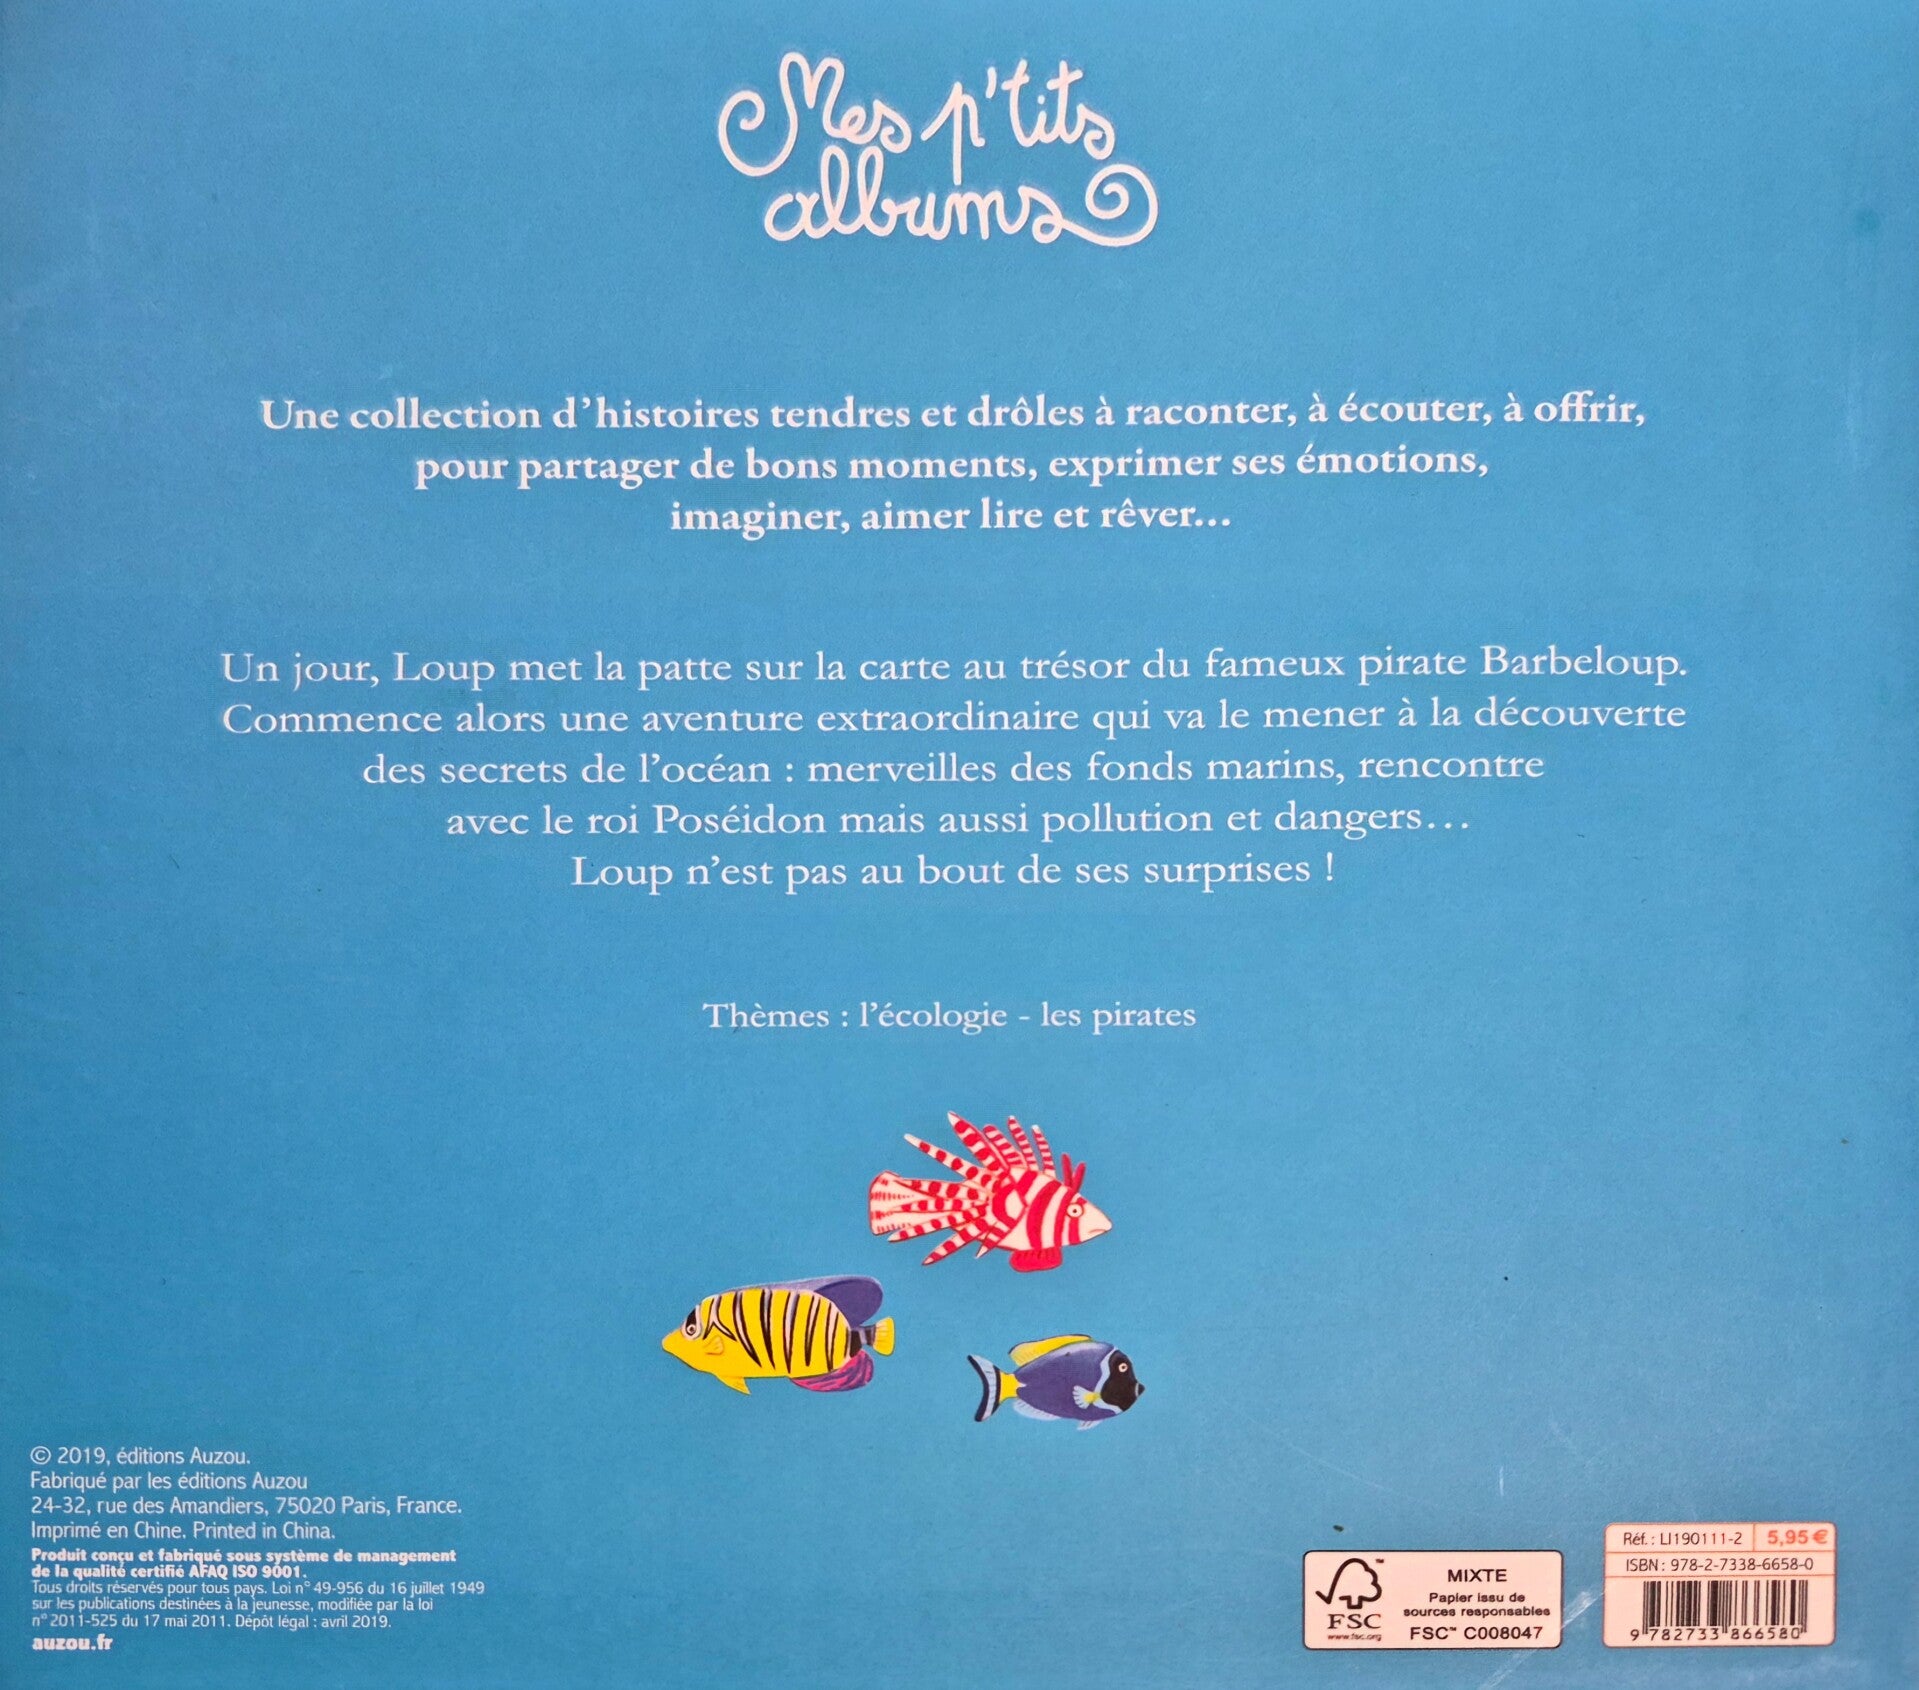 Mes p'tits
albums
Une collection d'histoires tendres et drôles à raconter, à écouter, à offrir,
pour partager de bons moments, exprimer ses émotions,
imaginer, aimer lire et rêver...
Un jour, Loup met la patte sur la carte au trésor du fameux pirate Barbeloup.
Commence alors une aventure extraordinaire qui va le mener à la découverte
des secrets de l'océan : merveilles des fonds marins, rencontre
avec le roi Poséidon mais aussi pollution et dangers...
Loup n'est pas au bout de ses surprises !
Thèmes : l'écologie - les pirates
© 2019, éditions Auzou.
Fabriqué par les éditions Auzou
24-32, rue des Amandiers, 75020 Paris, France.
Imprimé en Chine. Printed in China.
Produit conçu et fabriqué sous système de management
de la qualité certifié AFAQ ISO 9001.
Tous droits réservés pour tous pays. Loi n° 49-956 du 16 juillet 1949
sur les publications destinées à la jeunesse, modifiée par la loi
n° 2011-525 du 17 mai 2011. Dépôt légal : avril 2019.
auzou.fr
FSC
www.fsc.org
MIXTE
Papier issu de
sources responsables
FSC™ C008047
Réf. : LI190111-2 5,95 €
ISBN : 978-2-7338-6658-0
9 782733 866580